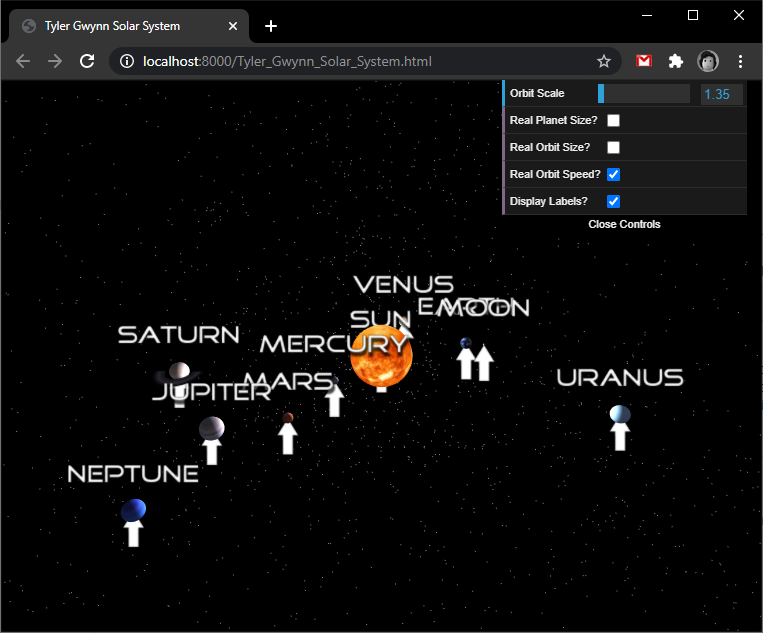 Tyler Gwynn Solar System
localhost:8000/Tyler_Gwynn_Solar_System.html
Orbit Scale 1.35
Real Planet Size?
Real Orbit Size?
Real Orbit Speed?
Display Labels?
Close Controls
VENUS
EARTH MOON
SUN
SATURN
MERCURY
MARS
URANUS
JUPITER
NEPTUNE